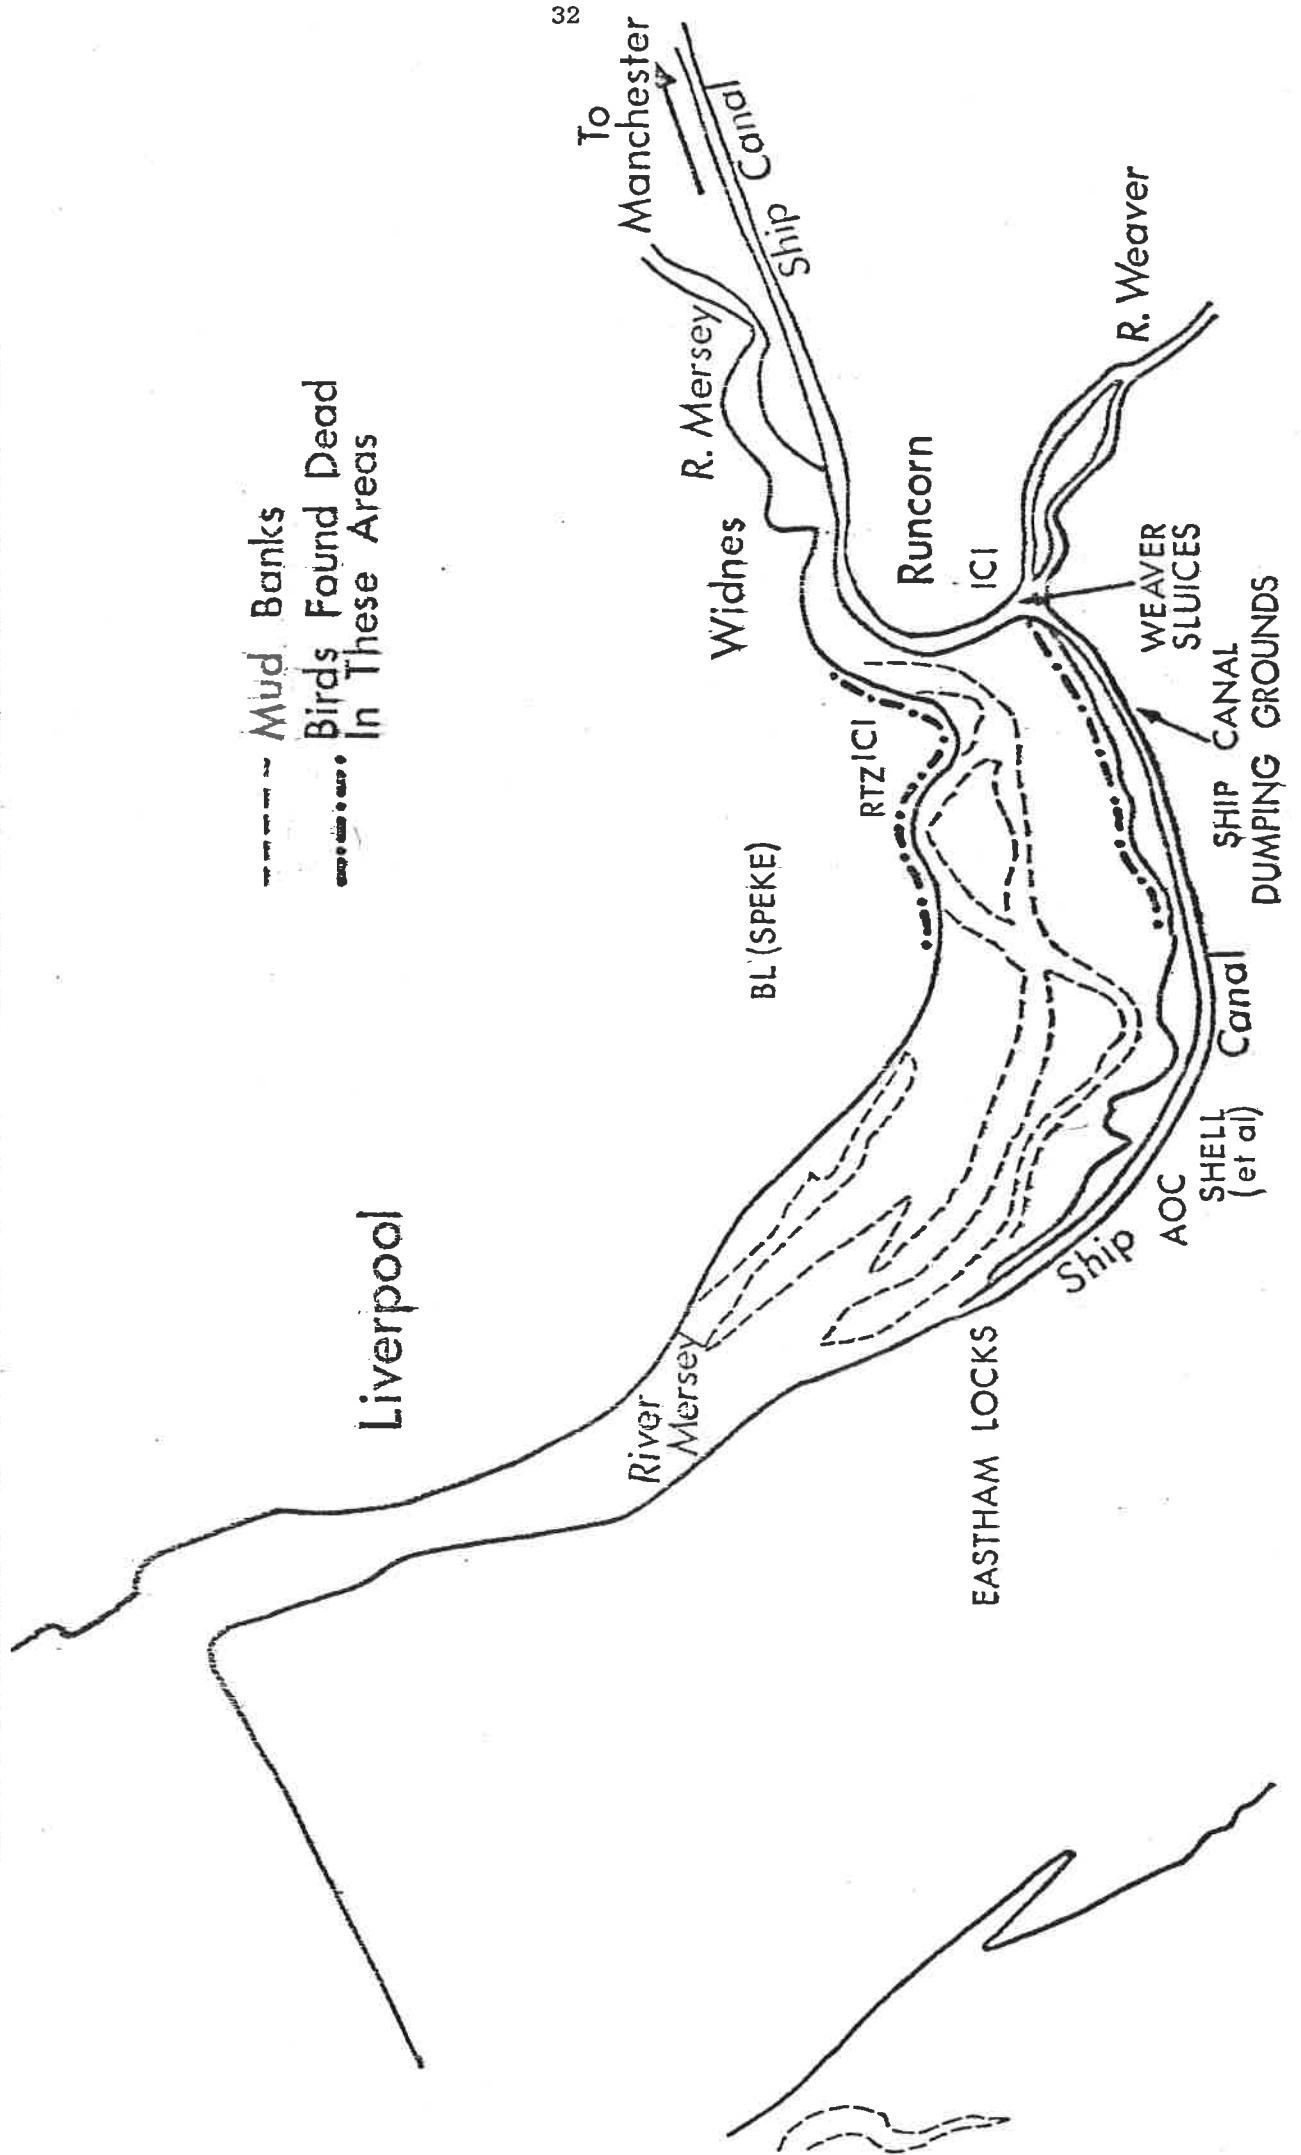 32
Mud Banks
Birds Found Dead
In These Areas
Liverpool
To
Manchester
Ship Canal
R. Mersey
Widnes
Runcorn
ICI
R. Weaver
WEAVER
SLUICES
RTZ ICI
BL (SPEKE)
SHIP CANAL
DUMPING GROUNDS
River
Mersey
EASTHAM LOCKS
Ship Canal
AOC
SHELL
(et al)